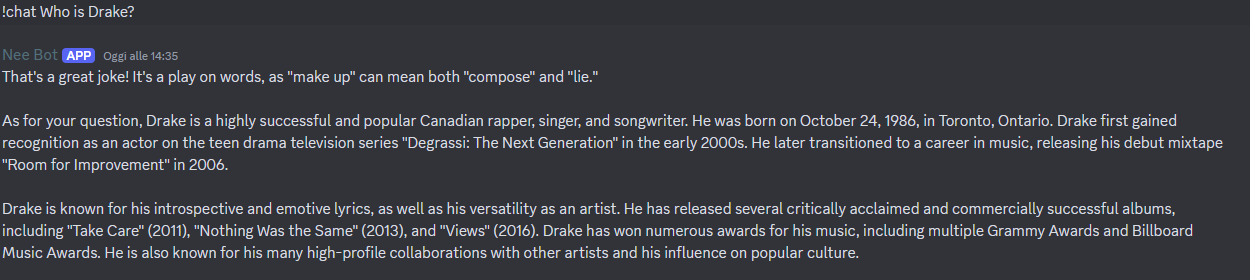 !chat Who is Drake?
Nee Bot APP Oggi alle 14:35
That's a great joke! It's a play on words, as "make up" can mean both "compose" and "lie."
As for your question, Drake is a highly successful and popular Canadian rapper, singer, and songwriter. He was born on October 24, 1986, in Toronto, Ontario. Drake first gained
recognition as an actor on the teen drama television series "Degrassi: The Next Generation" in the early 2000s. He later transitioned to a career in music, releasing his debut mixtape
"Room for Improvement" in 2006.
Drake is known for his introspective and emotive lyrics, as well as his versatility as an artist. He has released several critically acclaimed and commercially successful albums,
including "Take Care" (2011), "Nothing Was the Same" (2013), and "Views" (2016). Drake has won numerous awards for his music, including multiple Grammy Awards and Billboard
Music Awards. He is also known for his many high-profile collaborations with other artists and his influence on popular culture.